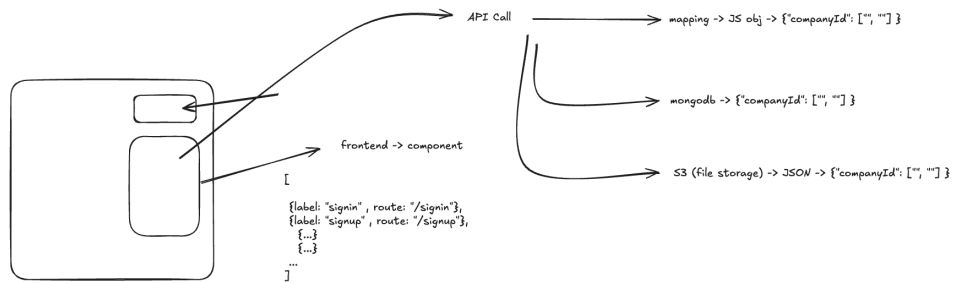 API Call
mapping -> JS obj -> {"companyId": ["", ""] }
mongodb -> {"companyId": ["", ""] }
S3 (file storage) -> JSON -> {"companyId": ["", ""] }
frontend -> component
[
{label: "signin" , route: "/signin"},
{label: "signup" , route: "/signup"},
{...}
{...}
...
]